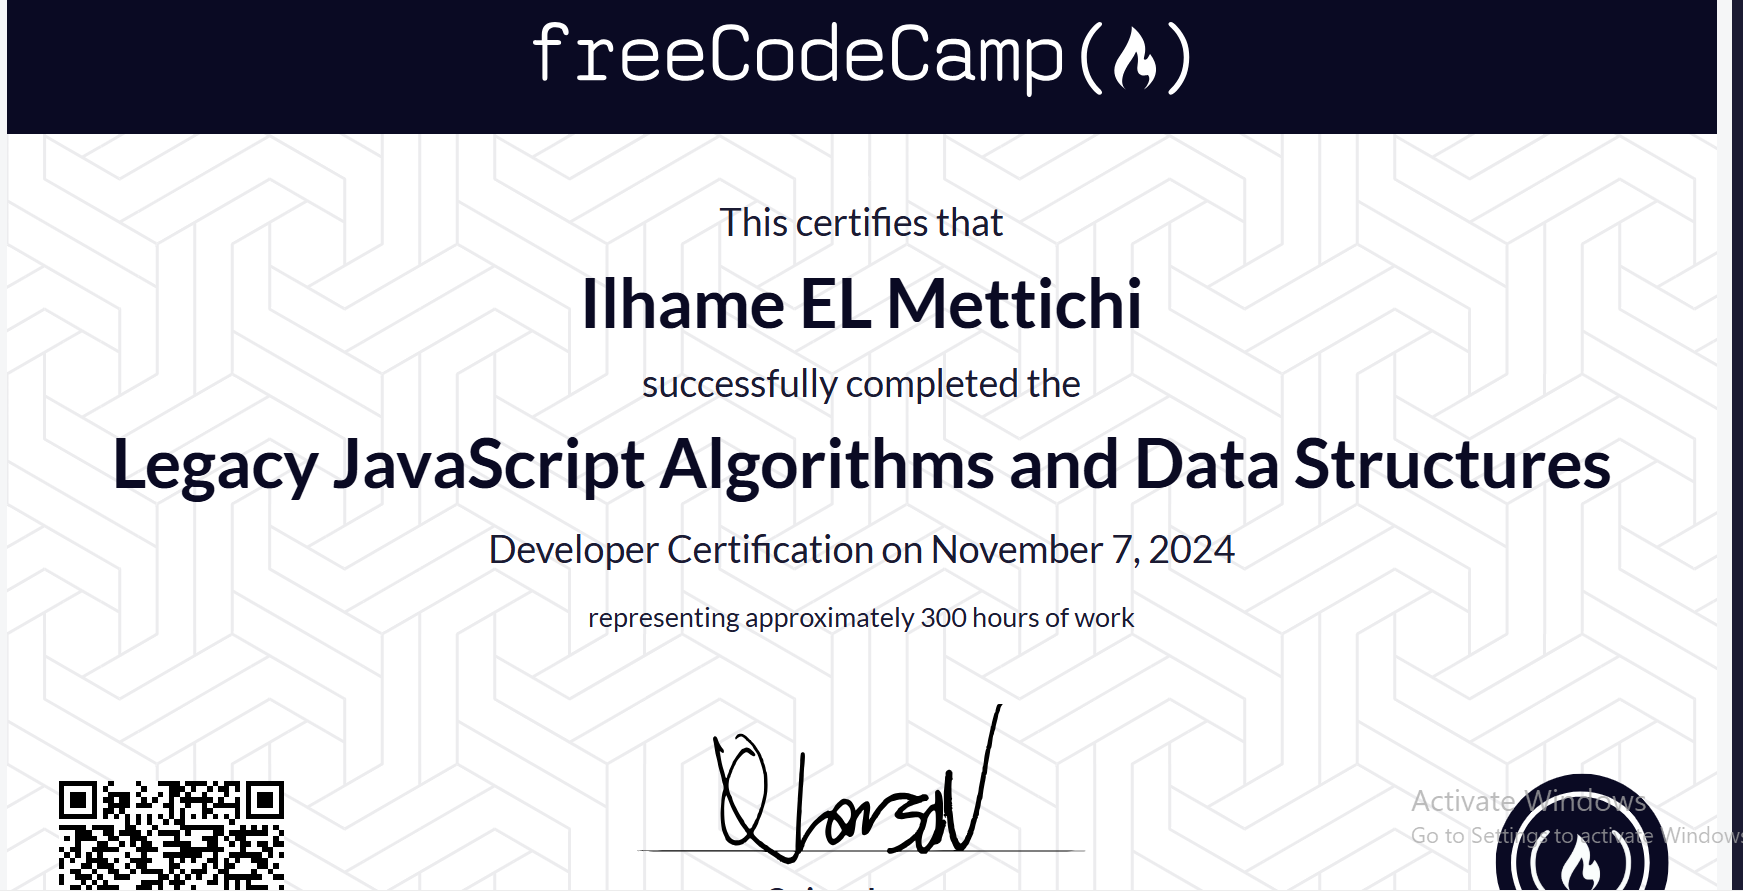 freeCodeCamp
This certifies that
Ilhame EL Mettichi
successfully completed the
Legacy JavaScript Algorithms and Data Structures
Developer Certification on November 7, 2024
representing approximately 300 hours of work
Activate Windows
Go to Settings to activate Windows